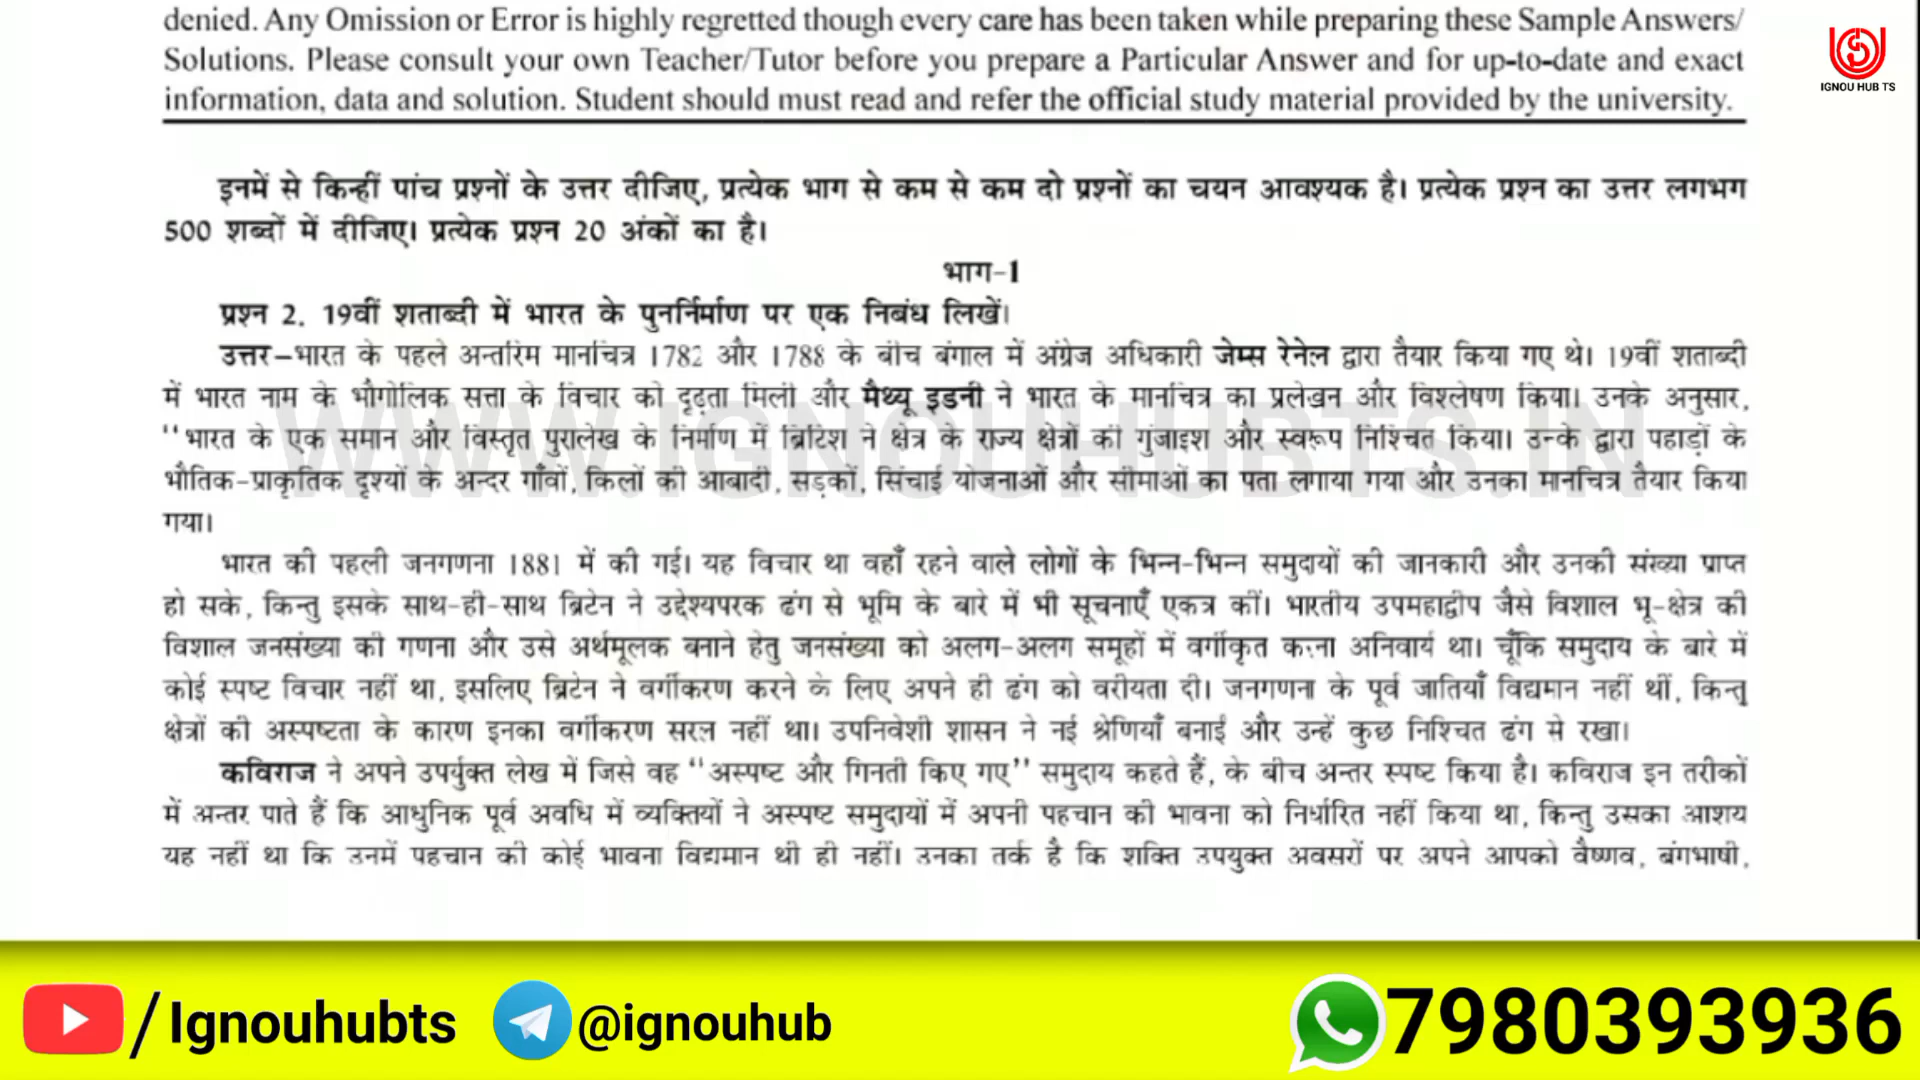 denied. Any Omission or Error is highly regretted though every care has been taken while preparing these Sample Answers/
Solutions. Please consult your own Teacher/Tutor before you prepare a Particular Answer and for up-to-date and exact
information, data and solution. Student should must read and refer the official study material provided by the university.
IGNOU HUB TS
इनमें से किन्हीं पांच प्रश्नों के उत्तर दीजिए, प्रत्येक भाग से कम से कम दो प्रश्नों का चयन आवश्यक है। प्रत्येक प्रश्न का उत्तर लगभग
500 शब्दों में दीजिए। प्रत्येक प्रश्न 20 अंकों का है।
भाग-1
प्रश्न 2. 19वीं शताब्दी में भारत के पुनर्निर्माण पर एक निबंध लिखें।
उत्तर–भारत के पहले अन्तरिम मानचित्र 1782 और 1788 के बीच बंगाल में अंग्रेज अधिकारी जेम्स रेनेल द्वारा तैयार किया गए थे। 19वीं शताब्दी
में भारत नाम के भौगोलिक सत्ता के विचार को दृढ़ता मिली और मैथ्यू इडनी ने भारत के मानचित्र का प्रलेखन और विश्लेषण किया। उनके अनुसार,
"भारत के एक समान और विस्तृत पुरालेख के निर्माण में ब्रिटिश ने क्षेत्र के राज्य क्षेत्रों की गुंजाइश और स्वरूप निश्चित किया। उनके द्वारा पहाड़ों के
भौतिक-प्राकृतिक दृश्यों के अन्दर गाँवों, किलों की आबादी, सड़कों, सिंचाई योजनाओं और सीमाओं का पता लगाया गया और उनका मानचित्र तैयार किया
गया।
भारत की पहली जनगणना 1881 में की गई। यह विचार था वहाँ रहने वाले लोगों के भिन्न-भिन्न समुदायों की जानकारी और उनकी संख्या प्राप्त
हो सके, किन्तु इसके साथ-ही-साथ ब्रिटेन ने उद्देश्यपरक ढंग से भूमि के बारे में भी सूचनाएँ एकत्र कीं। भारतीय उपमहाद्वीप जैसे विशाल भू-क्षेत्र की
विशाल जनसंख्या की गणना और उसे अर्थमूलक बनाने हेतु जनसंख्या को अलग-अलग समूहों में वर्गीकृत करना अनिवार्य था। चूँकि समुदाय के बारे में
कोई स्पष्ट विचार नहीं था, इसलिए ब्रिटेन ने वर्गीकरण करने के लिए अपने ही ढंग को वरीयता दी। जनगणना के पूर्व जातियाँ विद्यमान नहीं थीं, किन्तु
क्षेत्रों की अस्पष्टता के कारण इनका वर्गीकरण सरल नहीं था। उपनिवेशी शासन ने नई श्रेणियाँ बनाईं और उन्हें कुछ निश्चित ढंग से रखा।
कविराज ने अपने उपर्युक्त लेख में जिसे वह "अस्पष्ट और गिनती किए गए" समुदाय कहते हैं, के बीच अन्तर स्पष्ट किया है। कविराज इन तरीकों
में अन्तर पाते हैं कि आधुनिक पूर्व अवधि में व्यक्तियों ने अस्पष्ट समुदायों में अपनी पहचान की भावना को निर्धारित नहीं किया था, किन्तु उसका आशय
यह नहीं था कि उनमें पहचान की कोई भावना विद्यमान थी ही नहीं। उनका तर्क है कि शक्ति उपयुक्त अवसरों पर अपने आपको वैष्णव, बंगभाषी,
WWW.IGNOUHUBTS.IN
/Ignouhubts
@ignouhub
7980393936